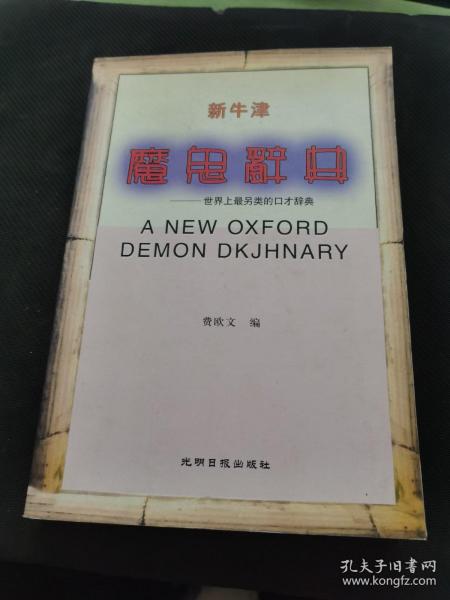 新牛津
魔鬼辭典
——世界上最另类的口才辞典
A NEW OXFORD
DEMON DKJHNARY
费欧文 编
光明日报出版社
孔夫子旧书网
www.kongfz.com